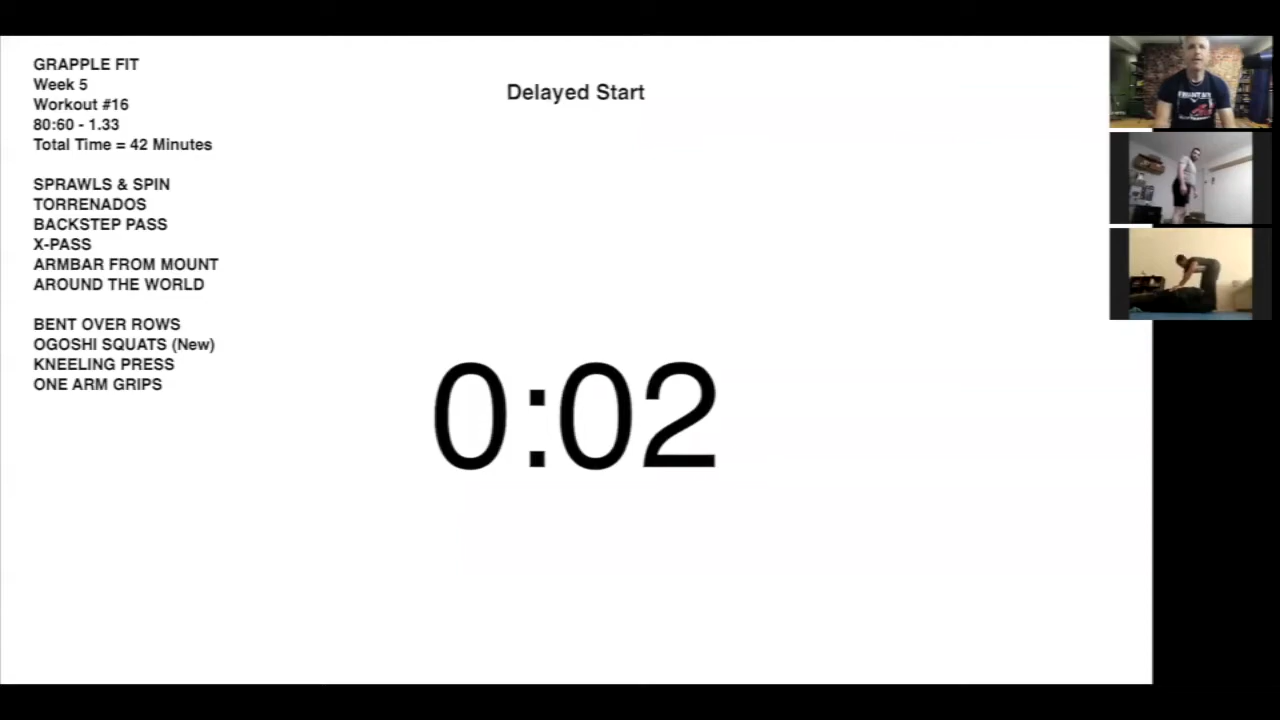 GRAPPLE FIT
Week 5
Workout #16
80:60 - 1.33
Total Time = 42 Minutes
SPRAWLS & SPIN
TORRENADOS
BACKSTEP PASS
X-PASS
ARMBAR FROM MOUNT
AROUND THE WORLD
BENT OVER ROWS
OGOSHI SQUATS (New)
KNEELING PRESS
ONE ARM GRIPS
Delayed Start
0:02